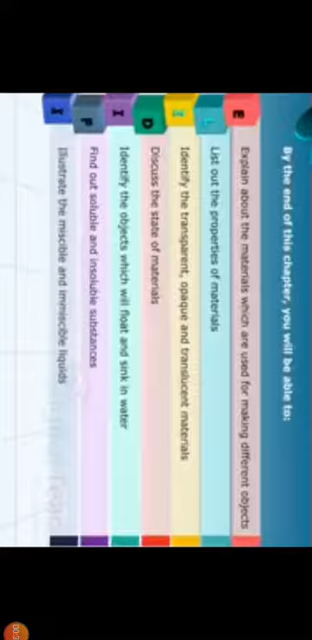 By the end of this chapter, you will be able to:
E Explain about the materials which are used for making different objects
L List out the properties of materials
I Identify the transparent, opaque and translucent materials
D Discuss the state of materials
I Identify the objects which will float and sink in water
F Find out soluble and insoluble substances
I Illustrate the miscible and immiscible liquids